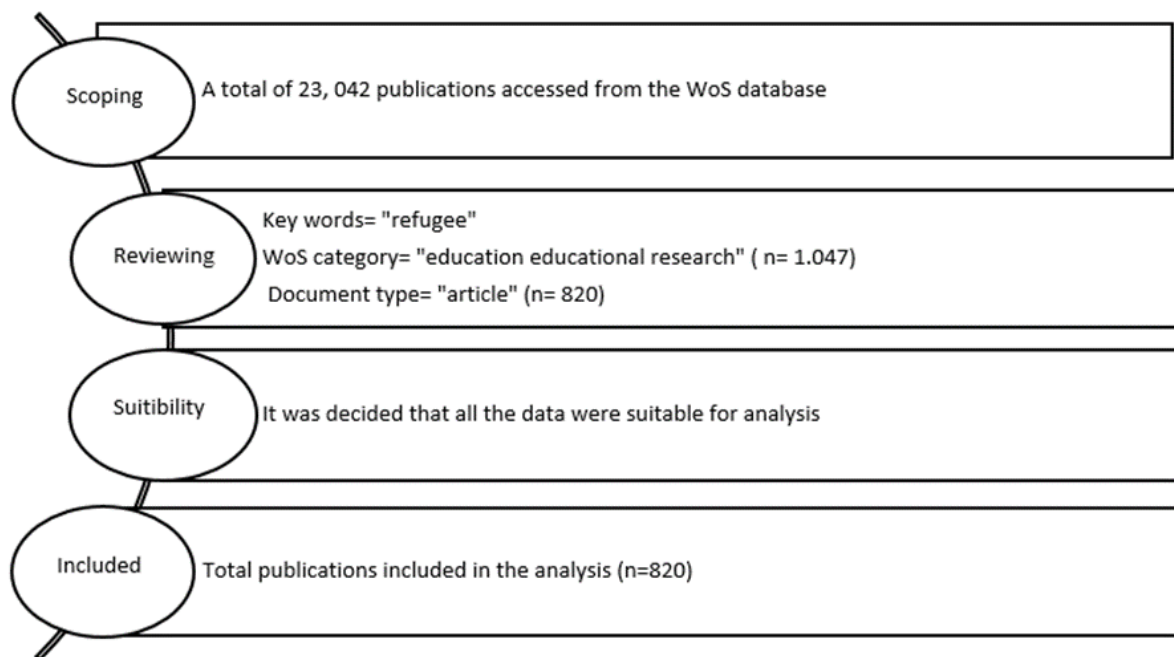 Scoping
A total of 23, 042 publications accessed from the WoS database
Reviewing
Key words= "refugee"
WoS category= "education educational research" ( n= 1.047)
Document type= "article" (n= 820)
Suitibility
It was decided that all the data were suitable for analysis
Included
Total publications included in the analysis (n=820)